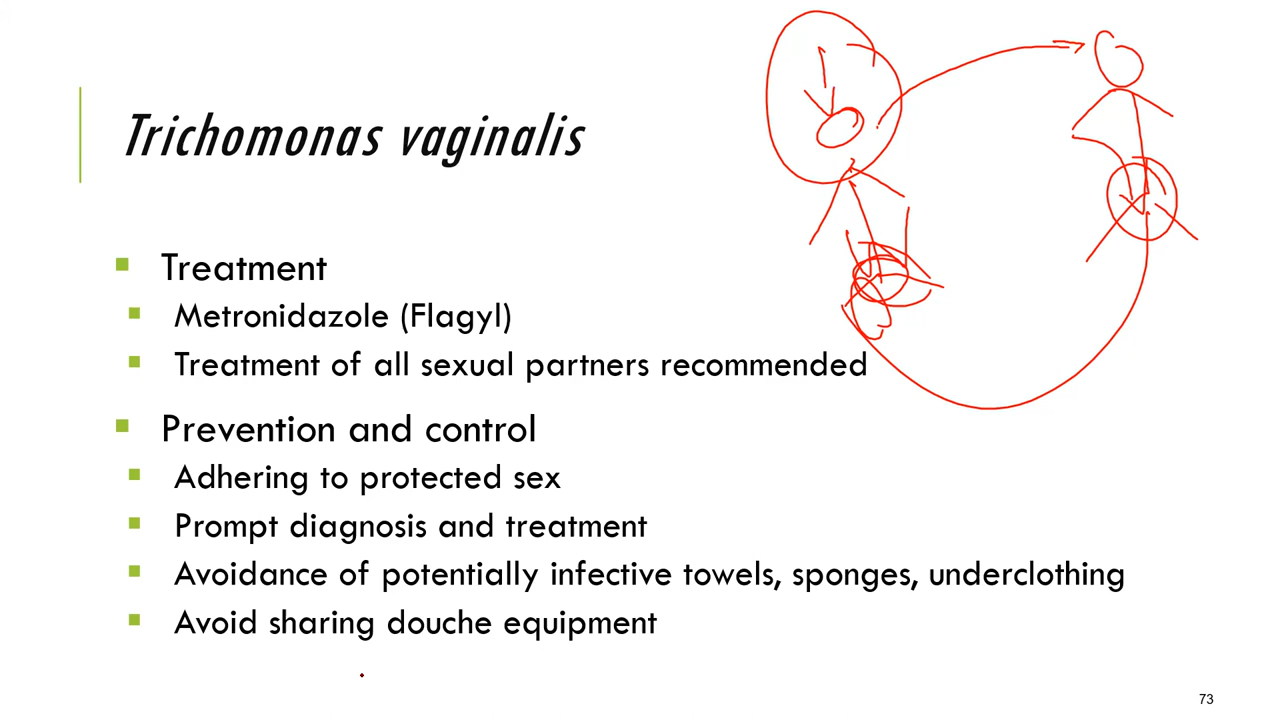 Trichomonas vaginalis
Treatment
Metronidazole (Flagyl)
Treatment of all sexual partners recommended
Prevention and control
Adhering to protected sex
Prompt diagnosis and treatment
Avoidance of potentially infective towels, sponges, underclothing
Avoid sharing douche equipment
73